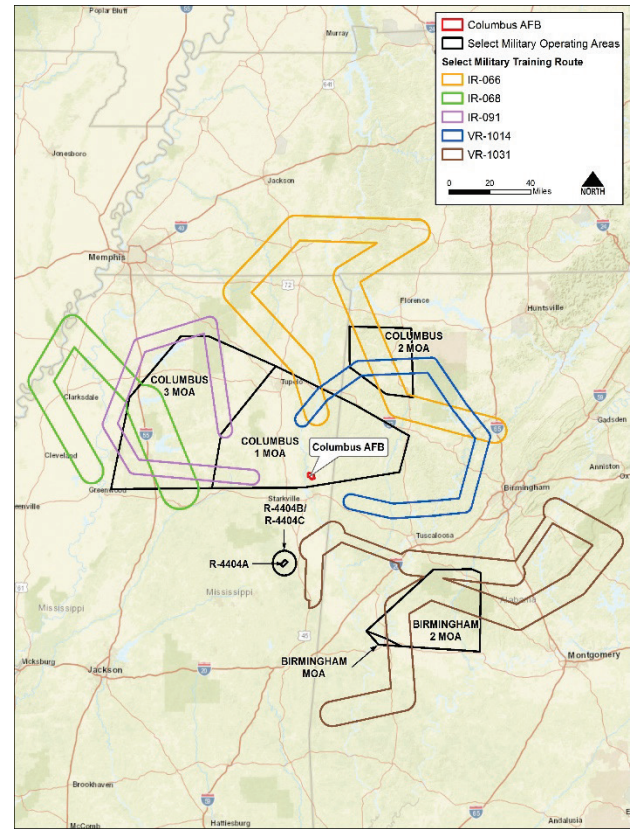 Poplar Bluff
Murray
Jonesboro
Jackson
Memphis
72
Florence
Huntsville
COLUMBUS
2 MOA
COLUMBUS
3 MOA
Tupelo
Clarksdale
Gadsden
COLUMBUS
1 MOA
Columbus AFB
Cleveland
Anniston
Greenwood
Birmingham
Starkville
R-4404B/
R-4404C
Tuscaloosa
R-4404A
Mississippi
Mississippi
Alabama
BIRMINGHAM
2 MOA
45
BIRMINGHAM
MOA
Montgomery
Vicksburg
Jackson
Brookhaven
McComb
Hattiesburg
Andalusia
Columbus AFB
Select Military Operating Areas
Select Military Training Route
IR-066
IR-068
IR-091
VR-1014
VR-1031
0 20 40
Miles
NORTH